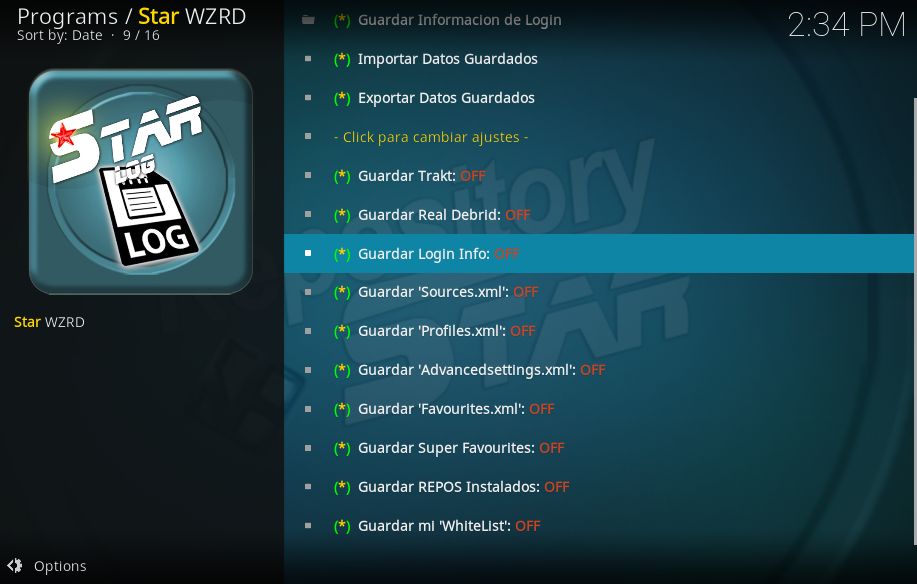 Programs / Star WZRD
Sort by: Date · 9 / 16
2:34 PM
STAR
LOG
LOG
Star WZRD
(*) Guardar Informacion de Login
(*) Importar Datos Guardados
(*) Exportar Datos Guardados
- Click para cambiar ajustes -
(*) Guardar Trakt: OFF
(*) Guardar Real Debrid: OFF
(*) Guardar Login Info: OFF
(*) Guardar 'Sources.xml': OFF
(*) Guardar 'Profiles.xml': OFF
(*) Guardar 'Advancedsettings.xml': OFF
(*) Guardar 'Favourites.xml': OFF
(*) Guardar Super Favourites: OFF
(*) Guardar REPOS Instalados: OFF
(*) Guardar mi 'WhiteList': OFF
Repository
STAR
Options